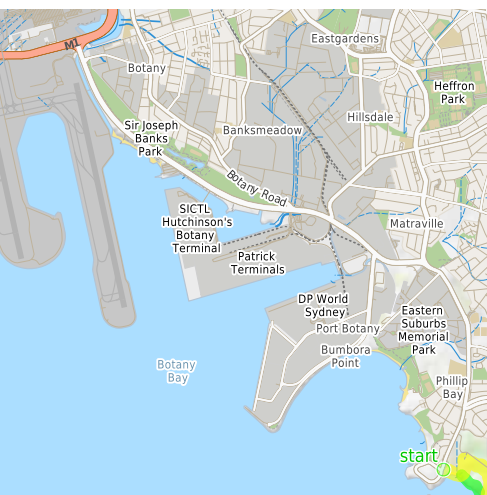 Eastgardens
M1
Botany
Heffron
Park
Hillsdale
Sir Joseph
Banks
Park
Banksmeadow
Botany Road
SICTL
Hutchinson's
Botany
Terminal
Matraville
Patrick
Terminals
DP World
Sydney
Port Botany
Eastern
Suburbs
Memorial
Park
Bumbora
Point
Botany
Bay
Phillip
Bay
start